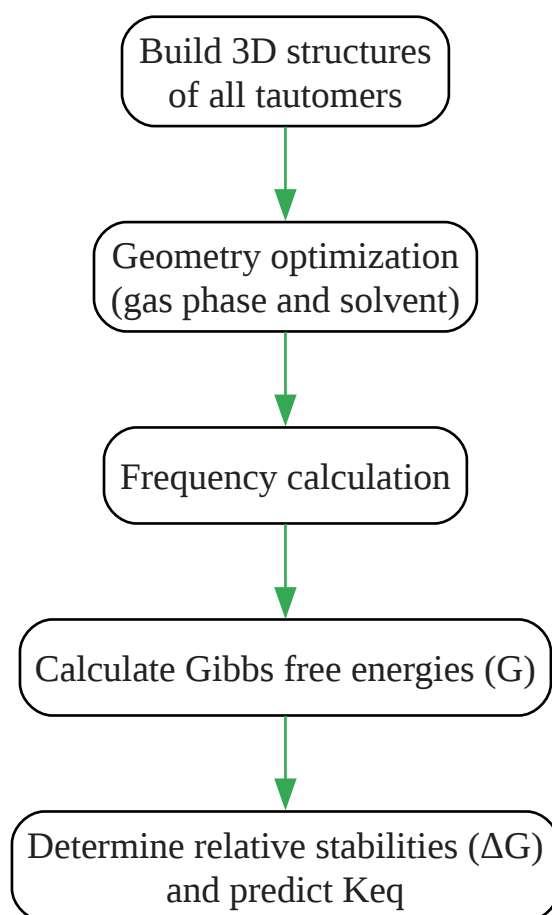 Build 3D structures
of all tautomers
Geometry optimization
(gas phase and solvent)
Frequency calculation
Calculate Gibbs free energies (G)
Determine relative stabilities (ΔG)
and predict Keq